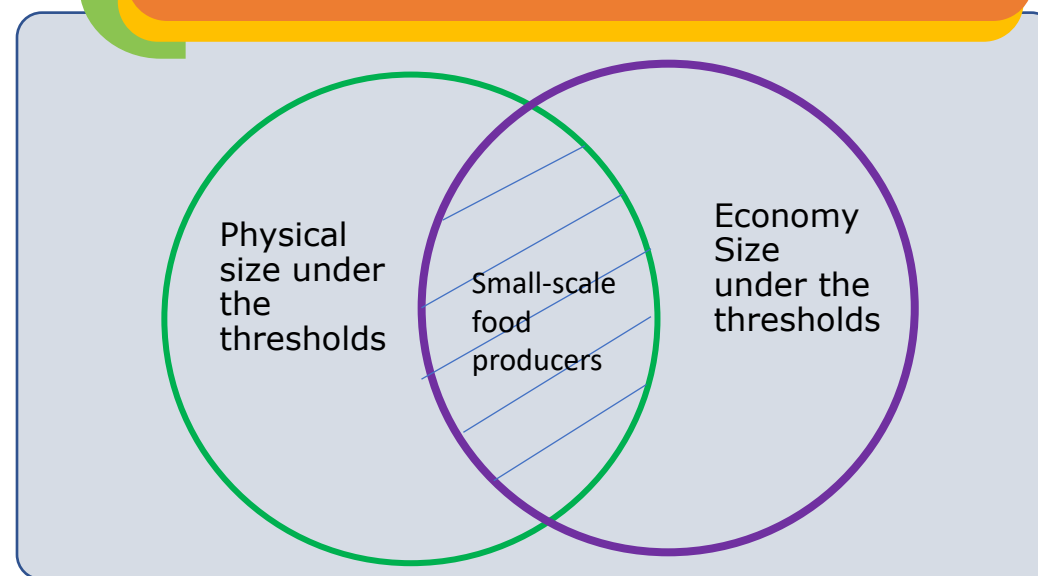 Physical
size under
the
thresholds
Small-scale
food
producers
Economy
Size
under the
thresholds